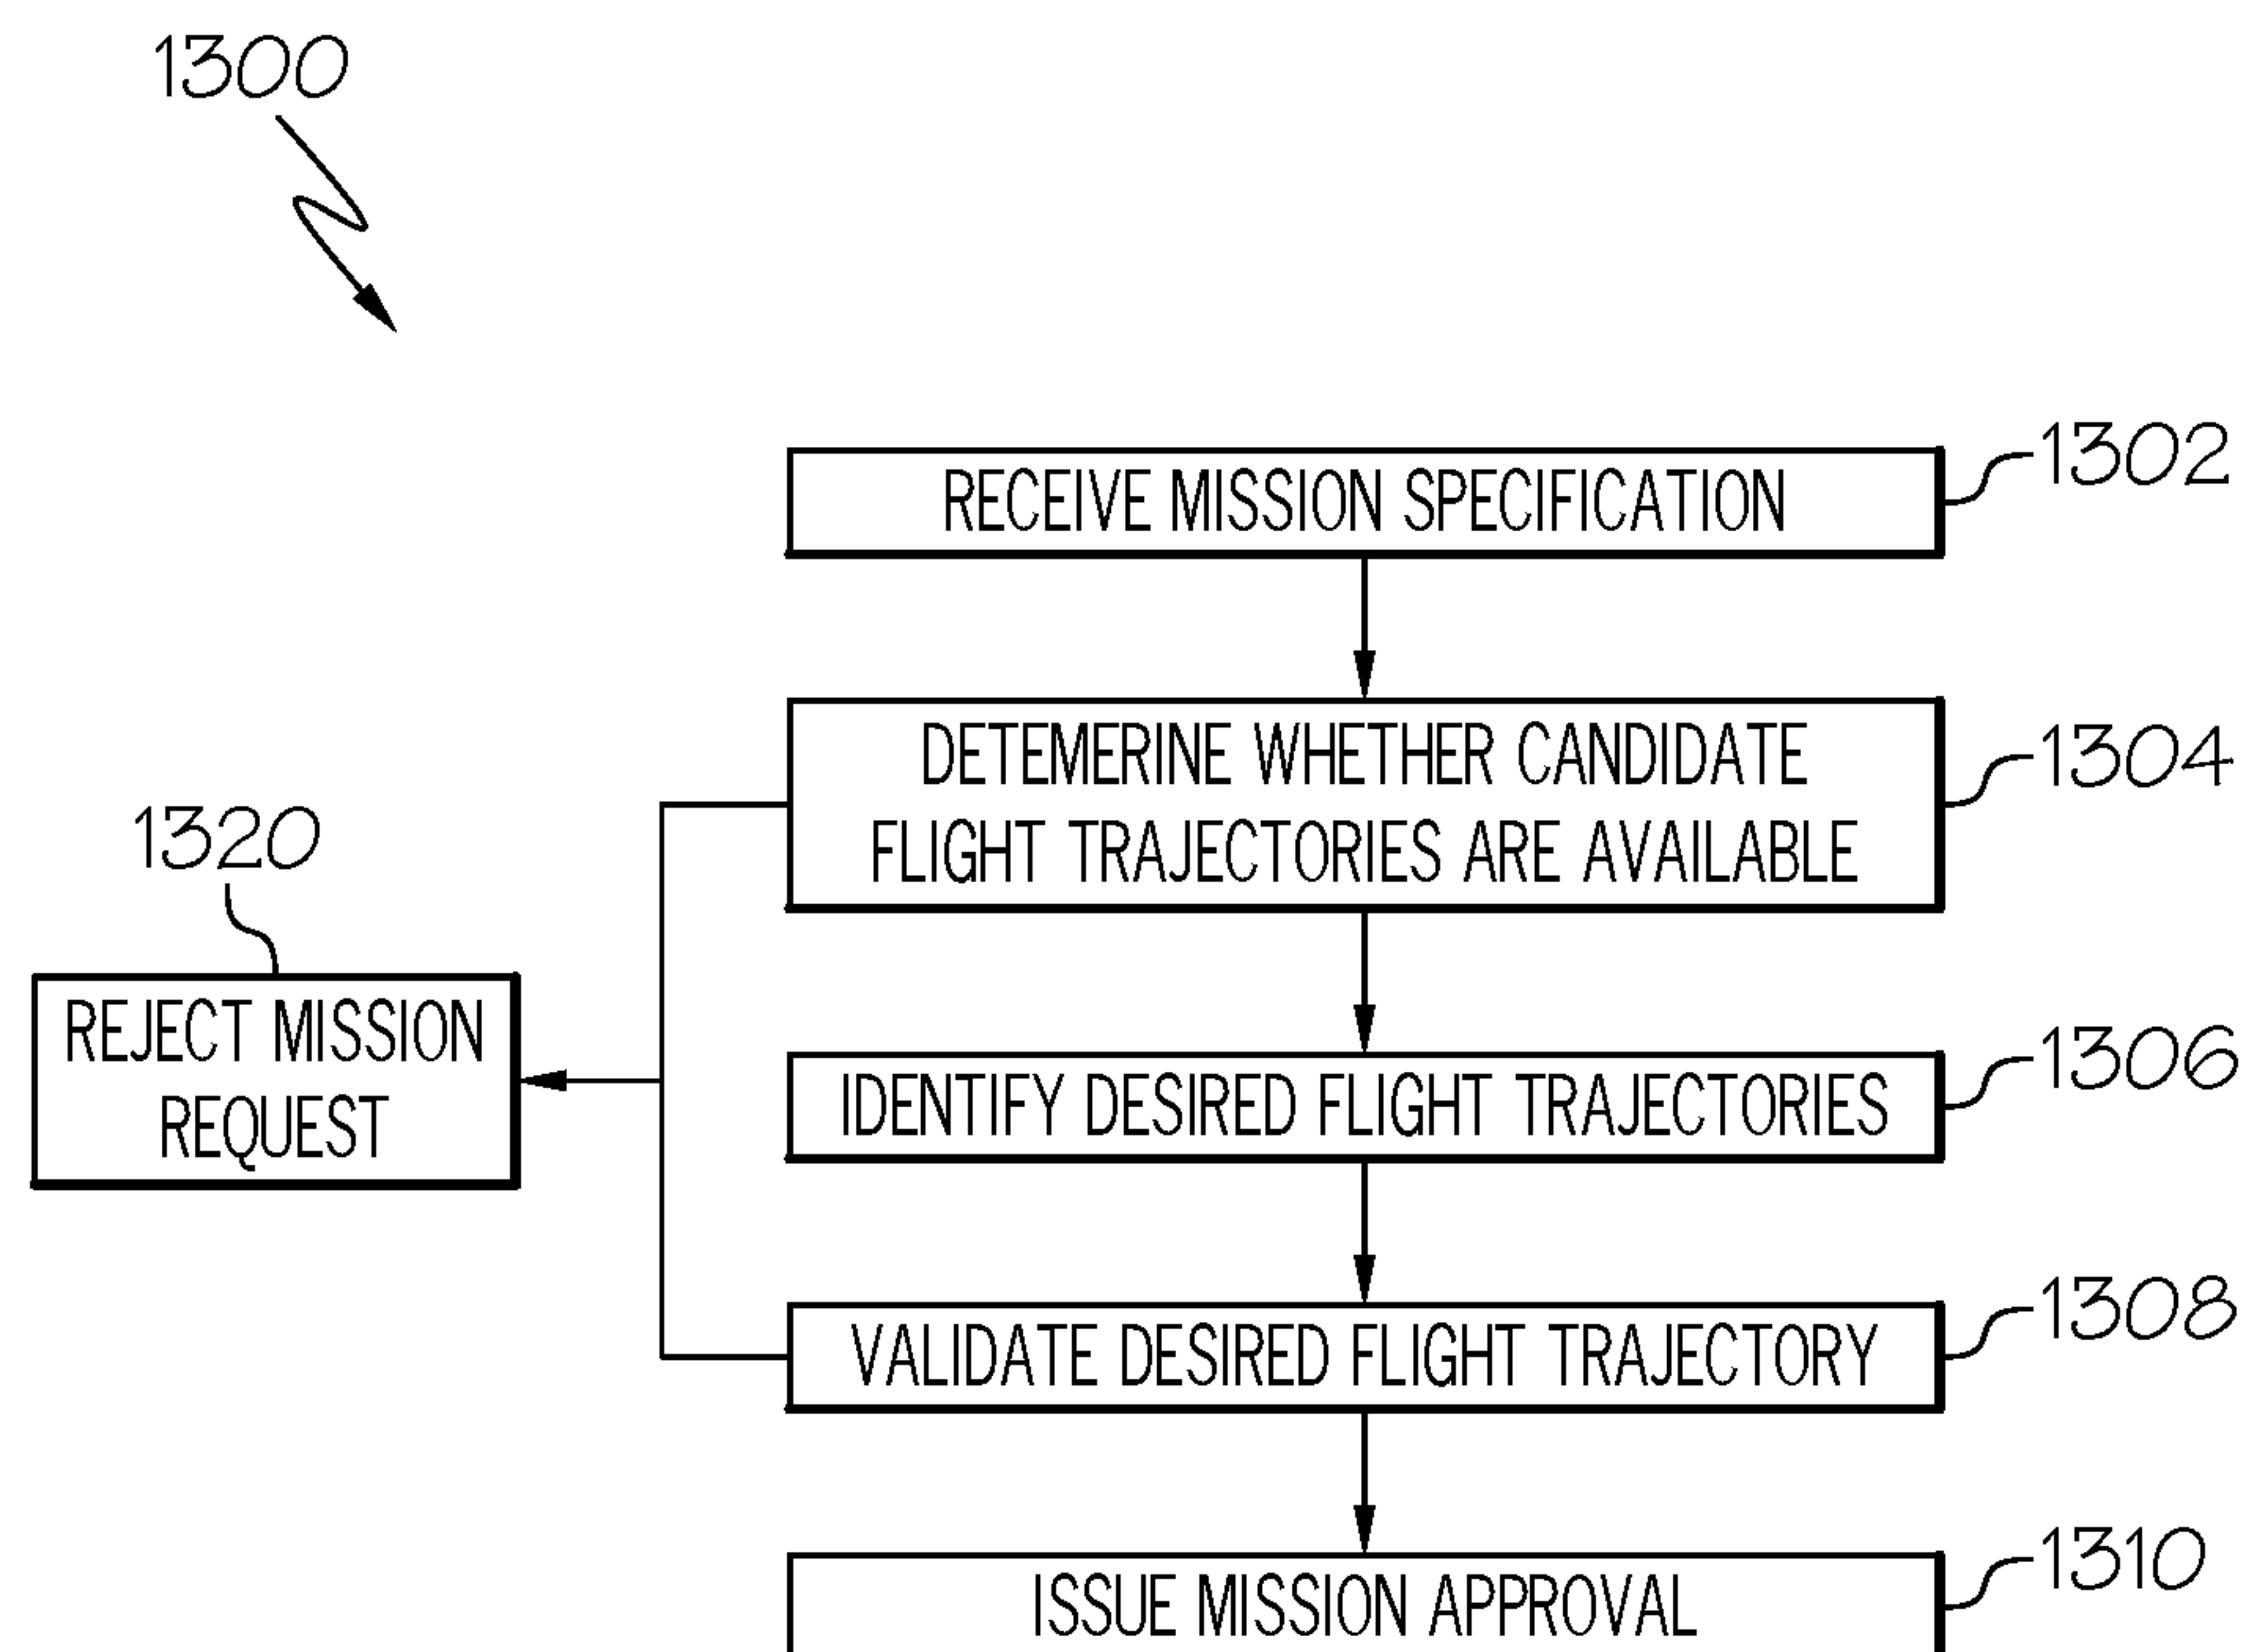 1300
RECEIVE MISSION SPECIFICATION
1302
DETEMERINE WHETHER CANDIDATE
FLIGHT TRAJECTORIES ARE AVAILABLE
1304
1320
REJECT MISSION
REQUEST
IDENTIFY DESIRED FLIGHT TRAJECTORIES
1306
VALIDATE DESIRED FLIGHT TRAJECTORY
1308
ISSUE MISSION APPROVAL
1310